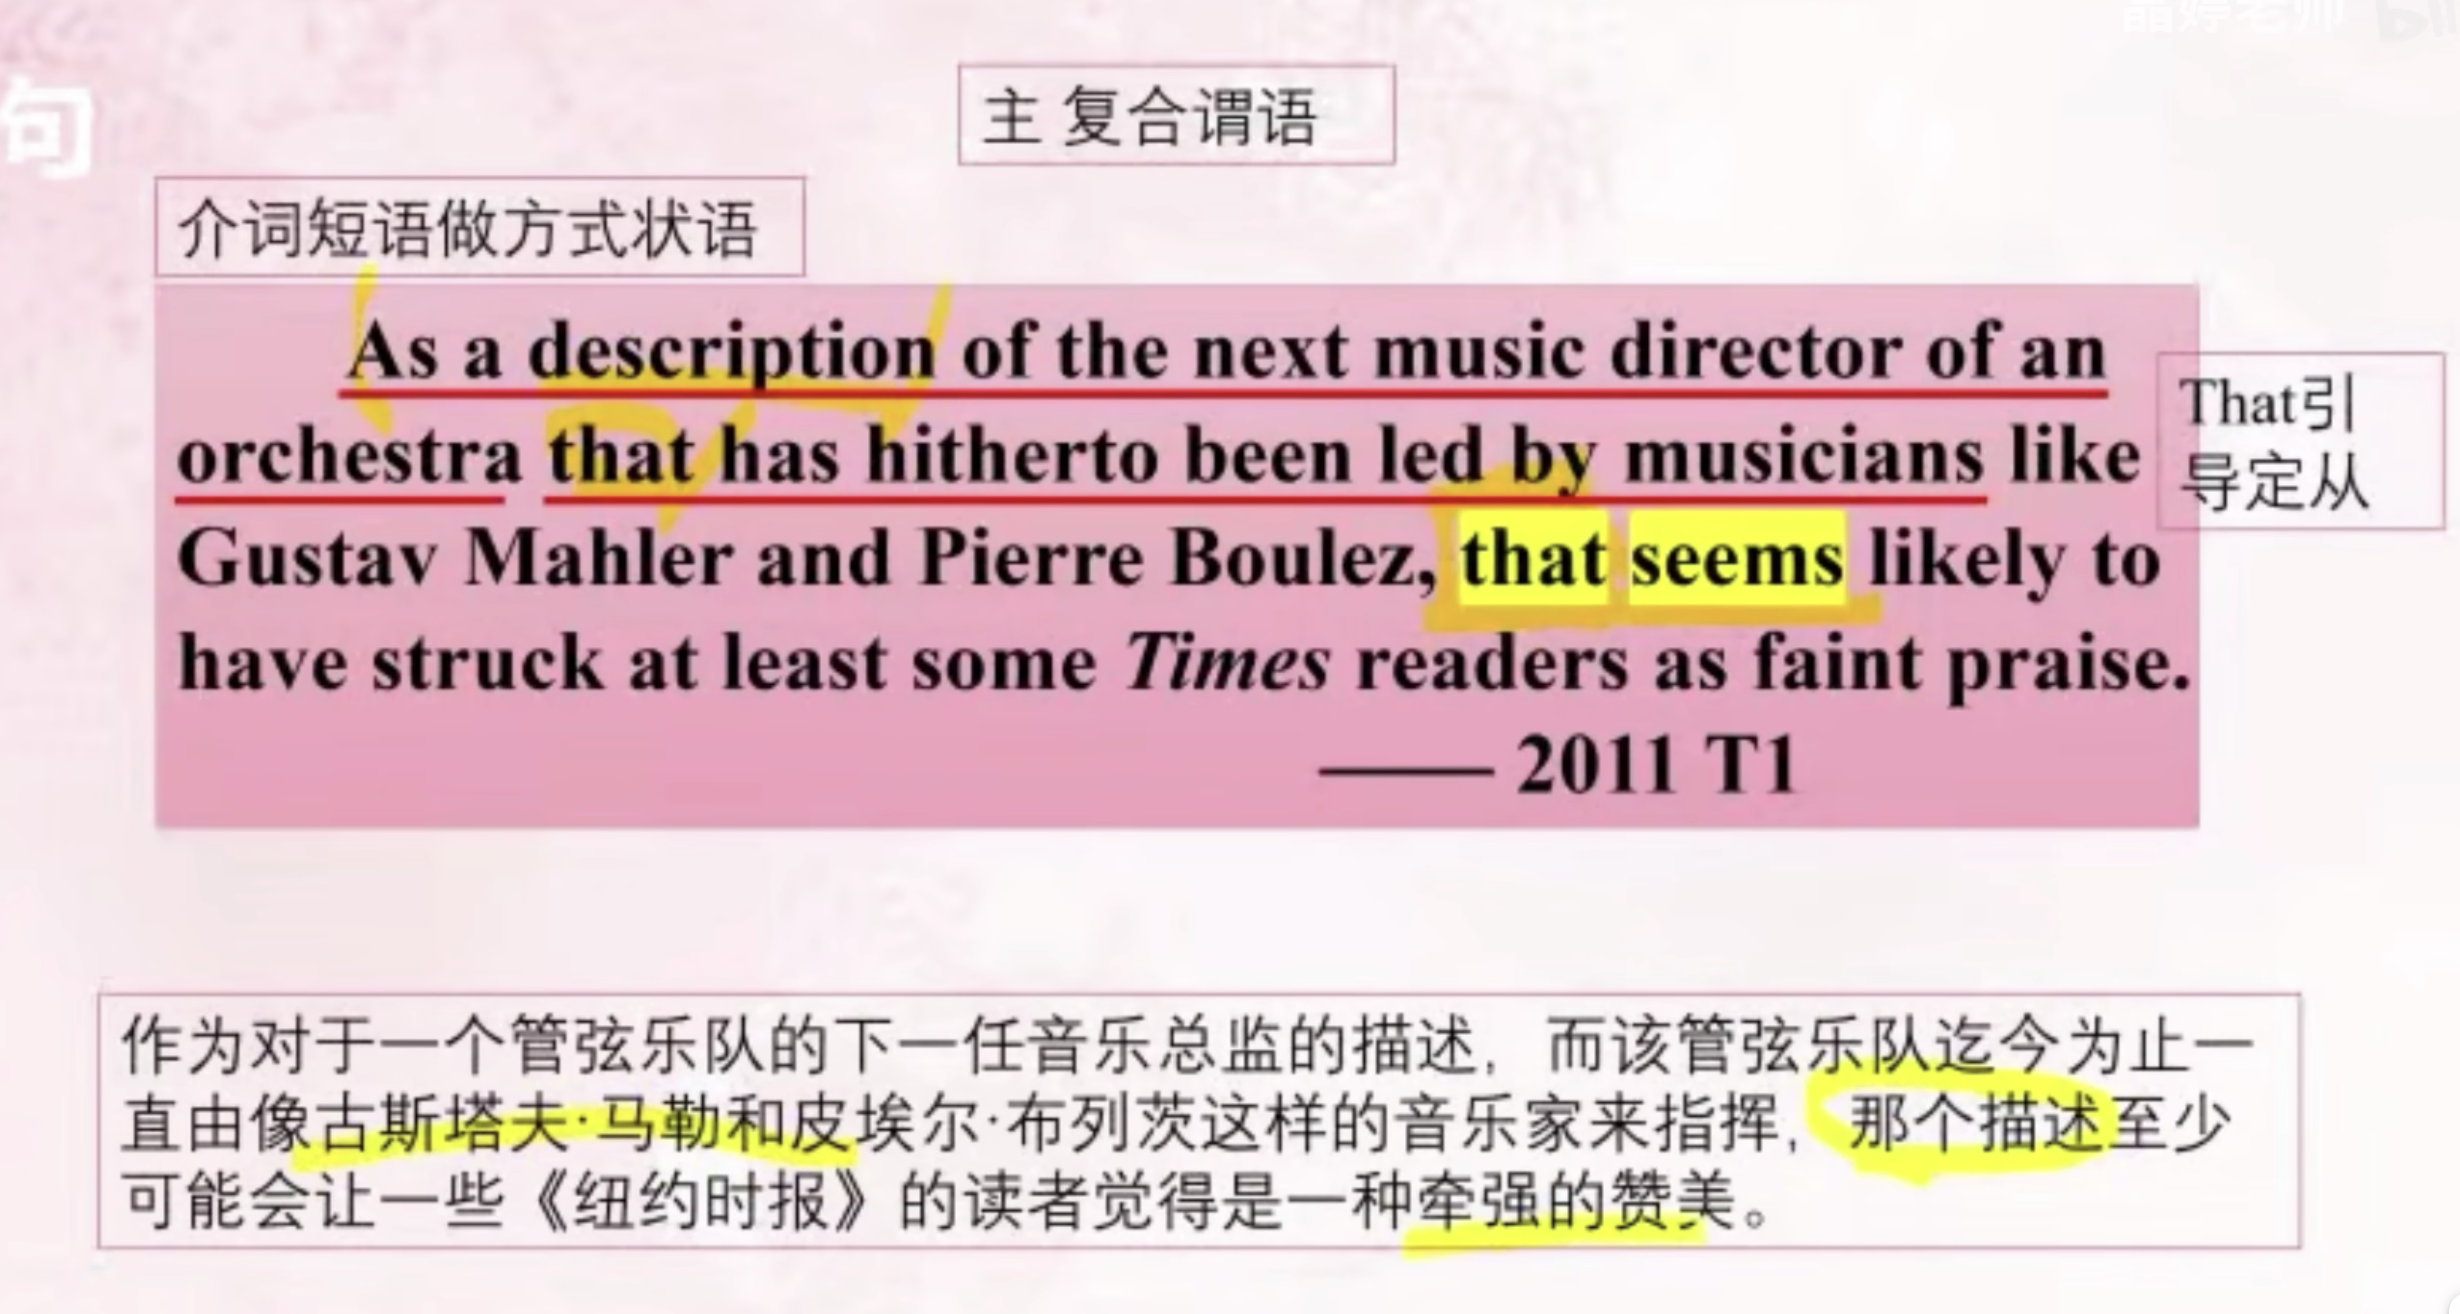 句
主 复合谓语
介词短语做方式状语
As a description of the next music director of an
orchestra that has hitherto been led by musicians like
Gustav Mahler and Pierre Boulez, that seems likely to
have struck at least some Times readers as faint praise.
—— 2011 T1
That引
导定从
作为对于一个管弦乐队的下一任音乐总监的描述，而该管弦乐队迄今为止一
直由像古斯塔夫·马勒和皮埃尔·布列茨这样的音乐家来指挥，那个描述至少
可能会让一些《纽约时报》的读者觉得是一种牵强的赞美。